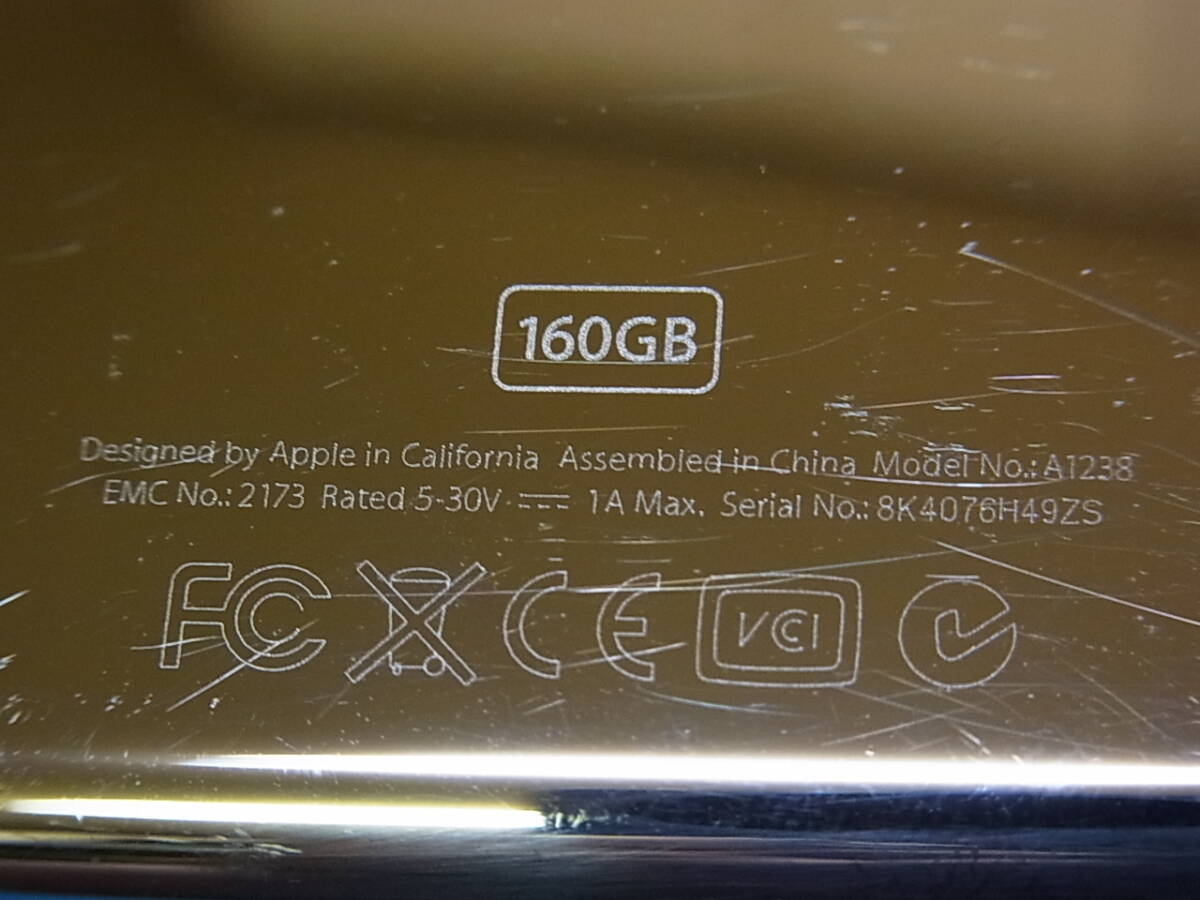 160GB
Designed by Apple in California Assembled in China Model No.: A1238
EMC No.: 2173 Rated 5-30V ⎓ 1A Max. Serial No.: 8K4076H49ZS
FC CE VCI